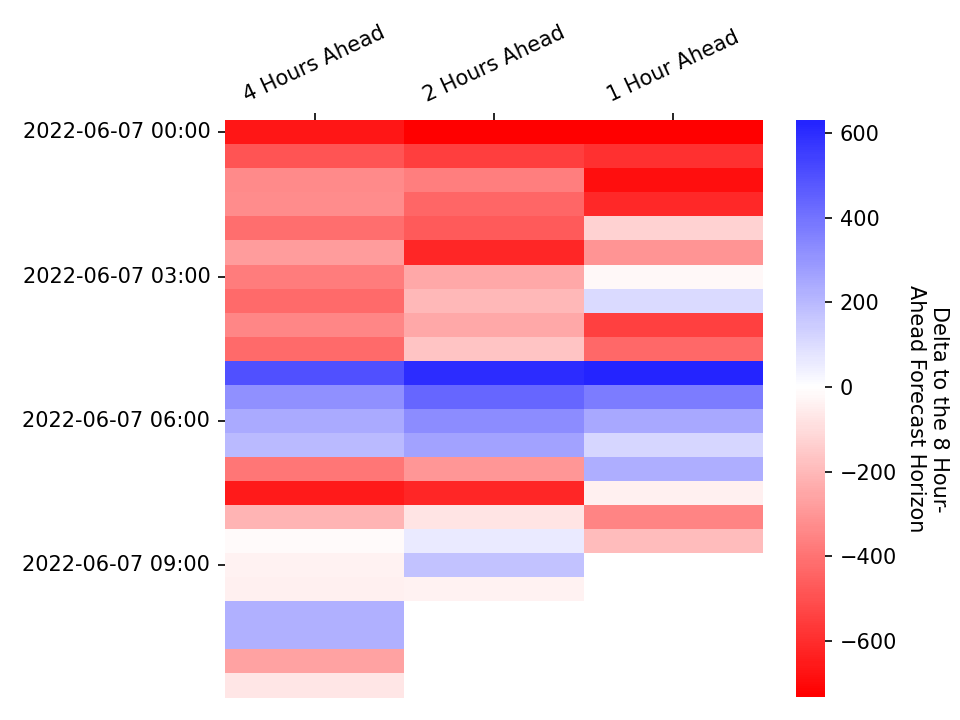 4 Hours Ahead
2 Hours Ahead
1 Hour Ahead
2022-06-07 00:00
2022-06-07 03:00
2022-06-07 06:00
2022-06-07 09:00
600
400
200
0
−200
−400
−600
Delta to the 8 Hour-
Ahead Forecast Horizon